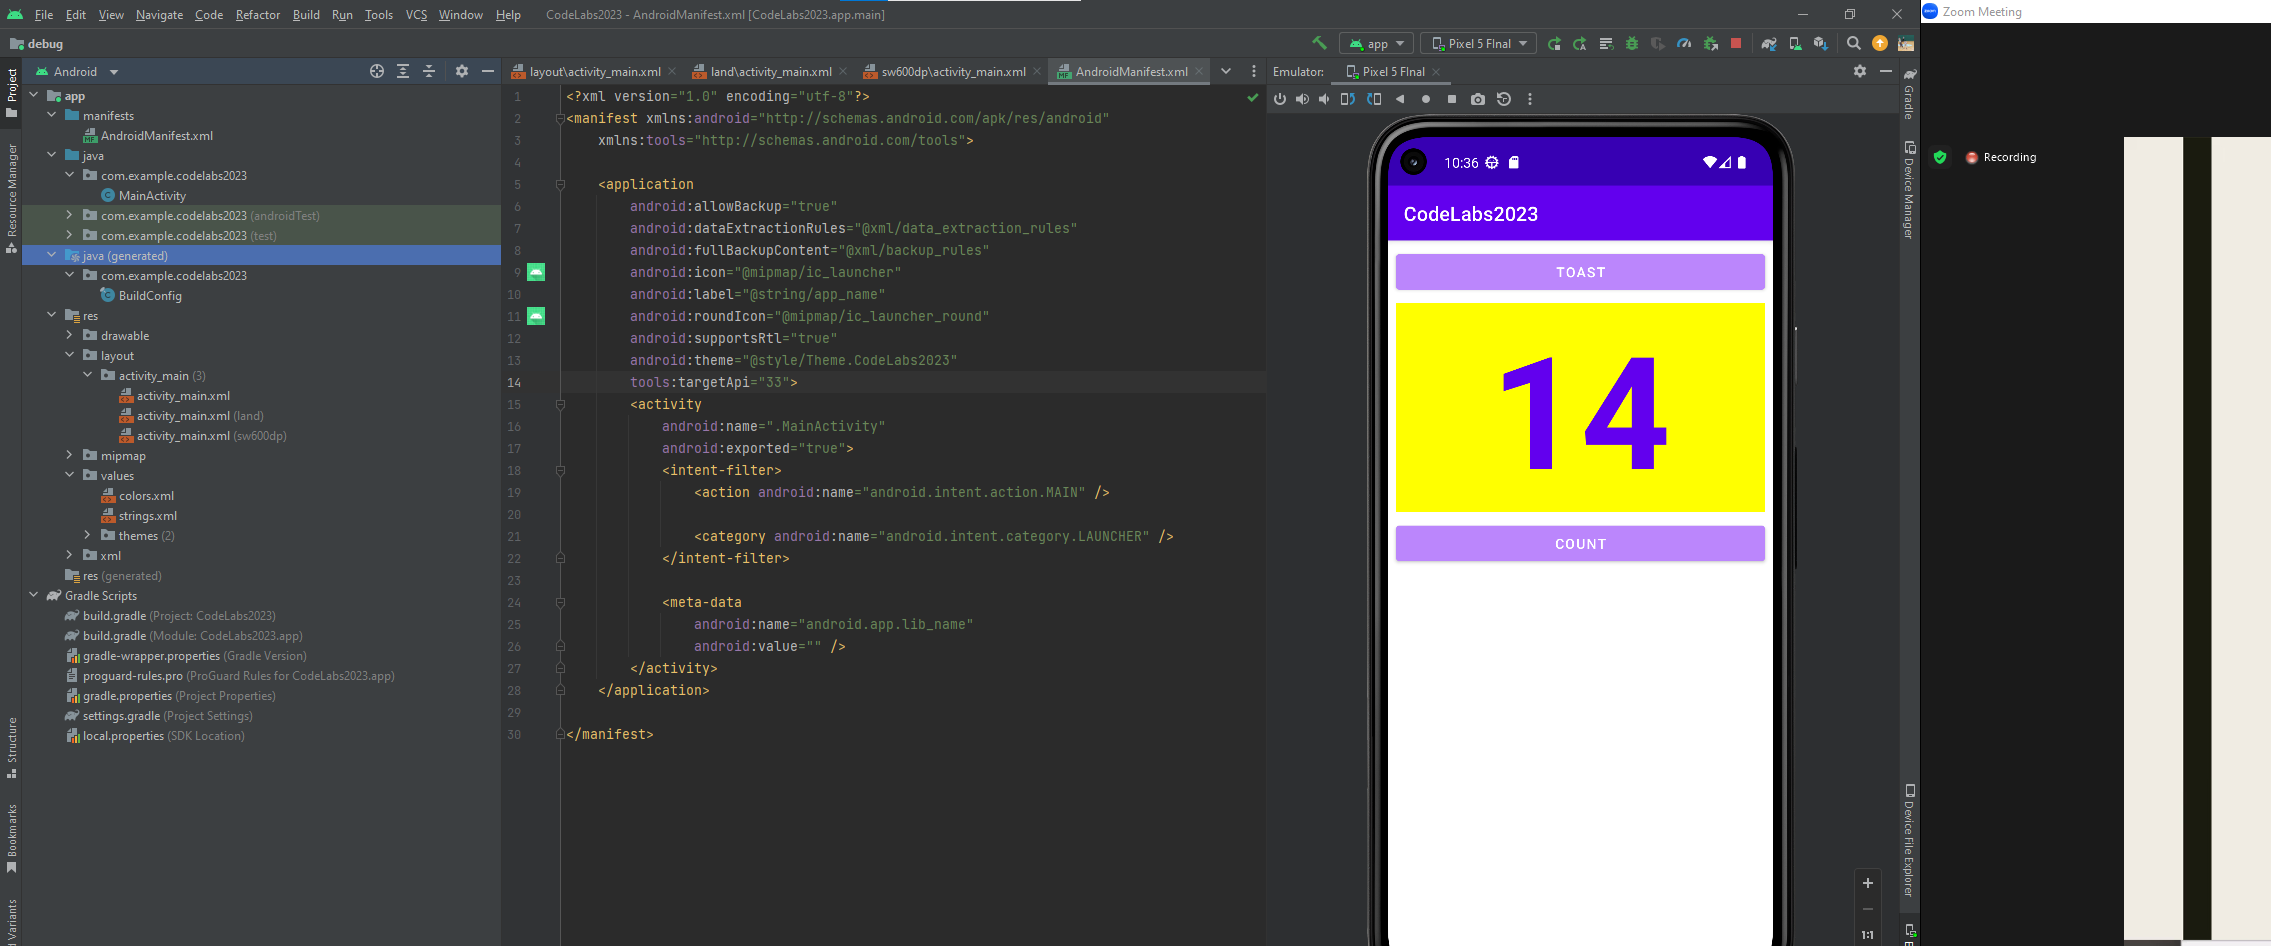 File Edit View Navigate Code Refactor Build Run Tools VCS Window Help CodeLabs2023 - AndroidManifest.xml [CodeLabs2023.app.main]
zoom Zoom Meeting
debug
app
Pixel 5 FInal
Project
Resource Manager
Structure
Bookmarks
Variants
Android
app
manifests
AndroidManifest.xml
java
com.example.codelabs2023
MainActivity
com.example.codelabs2023 (androidTest)
com.example.codelabs2023 (test)
java (generated)
com.example.codelabs2023
BuildConfig
res
drawable
layout
activity_main (3)
activity_main.xml
activity_main.xml (land)
activity_main.xml (sw600dp)
mipmap
values
colors.xml
strings.xml
themes (2)
xml
res (generated)
Gradle Scripts
build.gradle (Project: CodeLabs2023)
build.gradle (Module: CodeLabs2023.app)
gradle-wrapper.properties (Gradle Version)
proguard-rules.pro (ProGuard Rules for CodeLabs2023.app)
gradle.properties (Project Properties)
settings.gradle (Project Settings)
local.properties (SDK Location)
layout\activity_main.xml land\activity_main.xml sw600dp\activity_main.xml AndroidManifest.xml
1 <?xml version="1.0" encoding="utf-8"?>
2 <manifest xmlns:android="http://schemas.android.com/apk/res/android"
3 xmlns:tools="http://schemas.android.com/tools">
4
5 <application
6 android:allowBackup="true"
7 android:dataExtractionRules="@xml/data_extraction_rules"
8 android:fullBackupContent="@xml/backup_rules"
9 android:icon="@mipmap/ic_launcher"
10 android:label="@string/app_name"
11 android:roundIcon="@mipmap/ic_launcher_round"
12 android:supportsRtl="true"
13 android:theme="@style/Theme.CodeLabs2023"
14 tools:targetApi="33">
15 <activity
16 android:name=".MainActivity"
17 android:exported="true">
18 <intent-filter>
19 <action android:name="android.intent.action.MAIN" />
20
21 <category android:name="android.intent.category.LAUNCHER" />
22 </intent-filter>
23
24 <meta-data
25 android:name="android.app.lib_name"
26 android:value="" />
27 </activity>
28 </application>
29
30 </manifest>
Emulator: Pixel 5 FInal
10:36
CodeLabs2023
TOAST
14
COUNT
1:1
Gradle
Device Manager
Device File Explorer
Recording